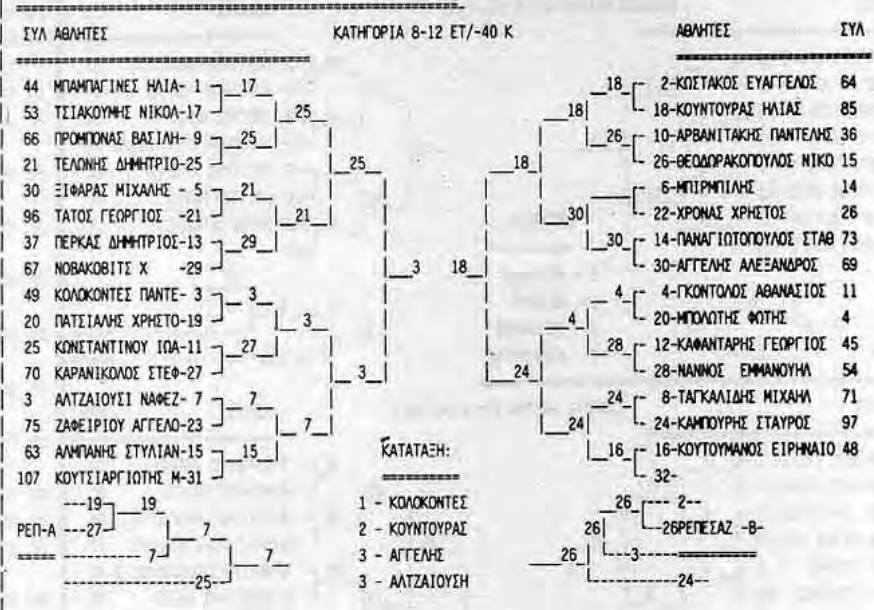 ΣΥΛ ΑΘΛΗΤΕΣ ΚΑΤΗΓΟΡΙΑ 8-12 ΕΤ/-40 Κ ΑΘΛΗΤΕΣ ΣΥΛ
44 ΜΠΑΜΠΑΓΙΝΕΣ ΗΛΙΑ- 1 17 18 2-ΚΩΣΤΑΚΟΣ ΕΥΑΓΓΕΛΟΣ 64
53 ΤΣΙΑΚΟΥΜΗΣ ΝΙΚΟΛ-17 25 18 18-ΚΟΥΝΤΟΥΡΑΣ ΗΛΙΑΣ 85
66 ΠΡΟΜΠΟΝΑΣ ΒΑΣΙΛΗ- 9 25 26 10-ΑΡΒΑΝΙΤΑΚΗΣ ΠΑΝΤΕΛΗΣ 36
21 ΤΕΛΩΝΗΣ ΔΗΜΗΤΡΙΟ-25 25 18 26-ΘΕΟΔΩΡΑΚΟΠΟΥΛΟΣ ΝΙΚΟ 15
30 ΞΙΦΑΡΑΣ ΜΙΧΑΛΗΣ - 5 21 6-ΜΠΙΡΜΠΙΛΗΣ 14
96 ΤΑΤΟΣ ΓΕΩΡΓΙΟΣ -21 21 30 22-ΧΡΟΝΑΣ ΧΡΗΣΤΟΣ 26
37 ΠΕΡΚΑΣ ΔΗΜΗΤΡΙΟΣ-13 29 30 14-ΠΑΝΑΓΙΩΤΟΠΟΥΛΟΣ ΣΤΑΘ 73
67 ΝΟΒΑΚΟΒΙΤΣ Χ -29 3 18 30-ΑΓΓΕΛΗΣ ΑΛΕΞΑΝΔΡΟΣ 69
49 ΚΟΛΟΚΟΝΤΕΣ ΠΑΝΤΕ- 3 3 4 4-ΓΚΟΝΤΟΛΟΣ ΑΘΑΝΑΣΙΟΣ 11
20 ΠΑΤΣΙΑΛΗΣ ΧΡΗΣΤΟ-19 3 4 20-ΜΠΟΛΩΤΗΣ ΦΩΤΗΣ 4
25 ΚΩΝΣΤΑΝΤΙΝΟΥ ΙΩΑ-11 27 28 12-ΚΑΦΑΝΤΑΡΗΣ ΓΕΩΡΓΙΟΣ 45
70 ΚΑΡΑΝΙΚΟΛΟΣ ΣΤΕΦ-27 3 24 28-ΝΑΝΝΟΣ ΕΜΜΑΝΟΥΗΛ 54
3 ΑΛΤΖΑΙΟΥΣΙ ΝΑΦΕΖ- 7 7 24 8-ΤΑΓΚΑΛΙΔΗΣ ΜΙΧΑΗΛ 71
75 ΖΑΦΕΙΡΙΟΥ ΑΓΓΕΛΟ-23 7 24 24-ΚΑΜΠΟΥΡΗΣ ΣΤΑΥΡΟΣ 97
63 ΑΛΜΠΑΝΗΣ ΣΤΥΛΙΑΝ-15 15 ΚΑΤΑΤΑΞΗ: 16 16-ΚΟΥΤΟΥΜΑΝΟΣ ΕΙΡΗΝΑΙΟ 48
107 ΚΟΥΤΣΙΑΡΓΙΩΤΗΣ Μ-31 32-
---19 19 1 - ΚΟΛΟΚΟΝΤΕΣ 26 2--
ΡΕΠ-Α ---27 7 2 - ΚΟΥΝΤΟΥΡΑΣ 26 26ΡΕΠΕΣΑΖ -Β-
7 7 3 - ΑΓΓΕΛΗΣ 26 3
25 3 - ΑΛΤΖΑΙΟΥΣΗ 24--